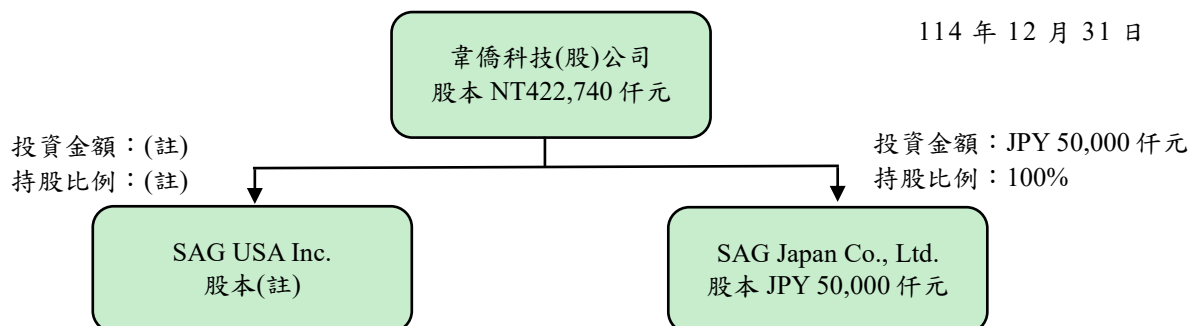 114 年 12 月 31 日
韋僑科技(股)公司
股本 NT422,740 仟元
投資金額：(註)
持股比例：(註)
投資金額：JPY 50,000 仟元
持股比例：100%
SAG USA Inc.
股本(註)
SAG Japan Co., Ltd.
股本 JPY 50,000 仟元